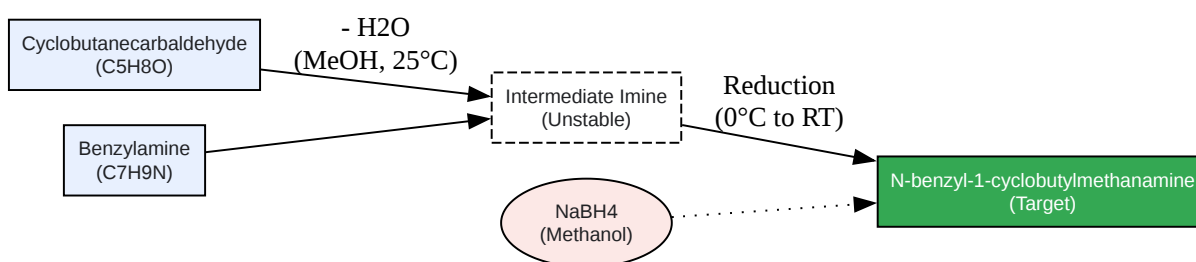 Cyclobutanecarbaldehyde
(C5H8O)
- H2O
(MeOH, 25°C)
Benzylamine
(C7H9N)
Intermediate Imine
(Unstable)
Reduction
(0°C to RT)
NaBH4
(Methanol)
N-benzyl-1-cyclobutylmethanamine
(Target)